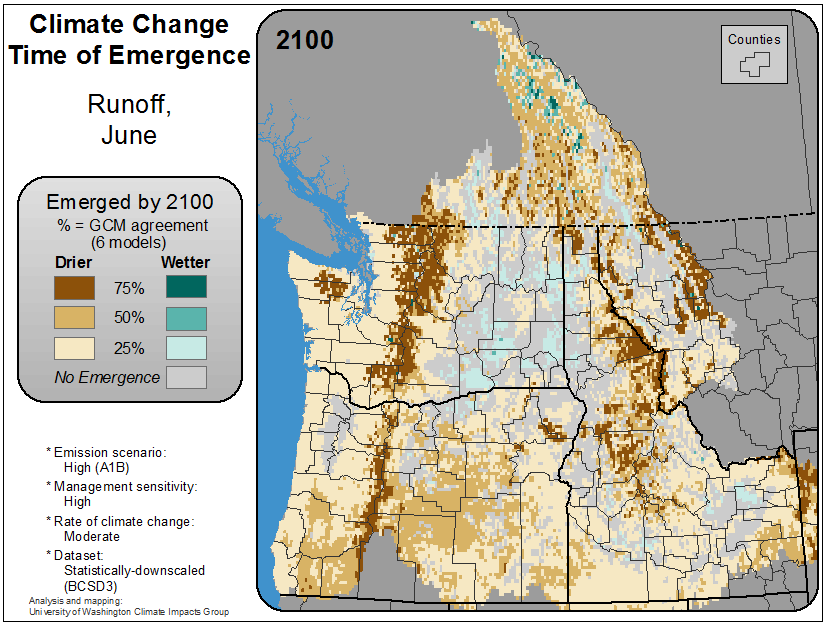 Climate Change
Time of Emergence
Runoff,
June
Emerged by 2100
% = GCM agreement
(6 models)
Drier Wetter
75%
50%
25%
No Emergence
* Emission scenario:
High (A1B)
* Management sensitivity:
High
* Rate of climate change:
Moderate
* Dataset:
Statistically-downscaled
(BCSD3)
Analysis and mapping:
University of Washington Climate Impacts Group
2100
Counties